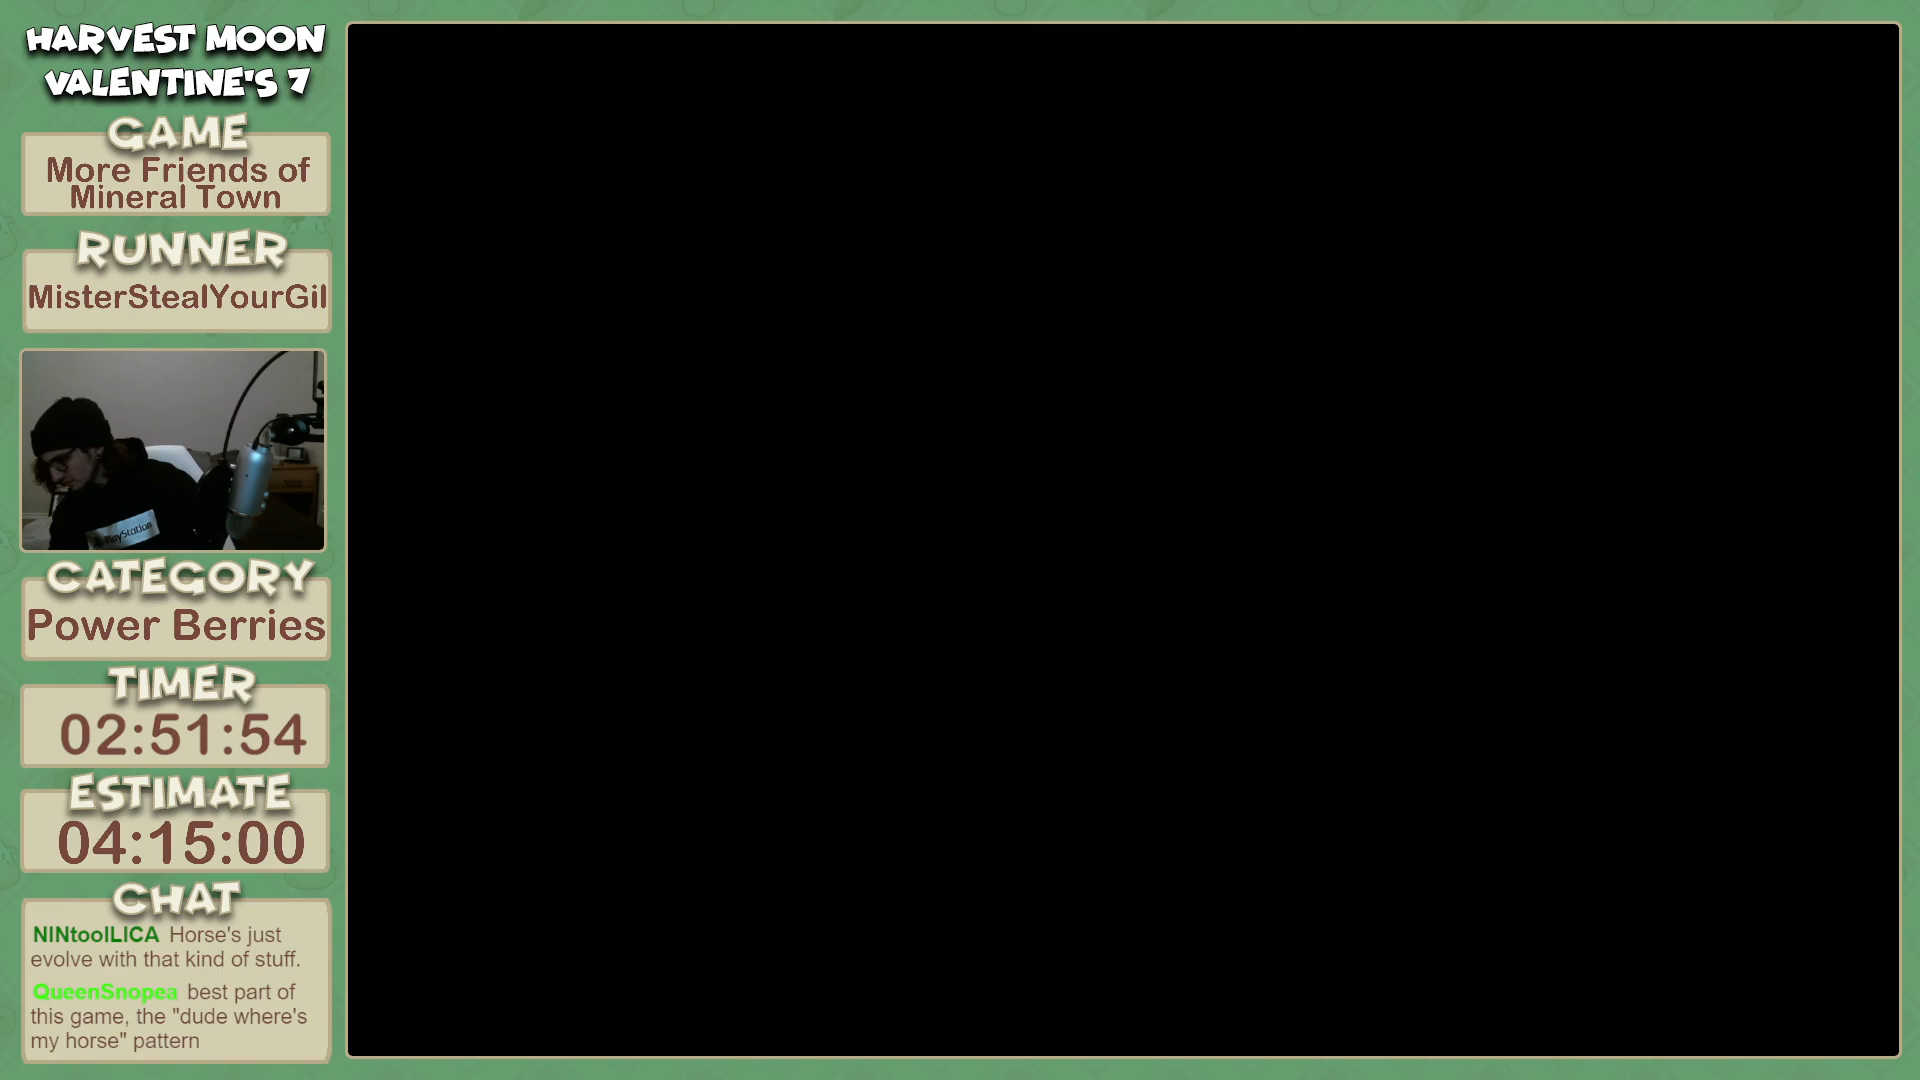 HARVEST MOON
VALENTINE'S 7
GAME
More Friends of
Mineral Town
RUNNER
MisterStealYourGil
PlayStation
CATEGORY
Power Berries
TIMER
02:51:54
ESTIMATE
04:15:00
CHAT
NINtoolLICA Horse's just
evolve with that kind of stuff.
QueenSnopea best part of
this game, the "dude where's
my horse" pattern